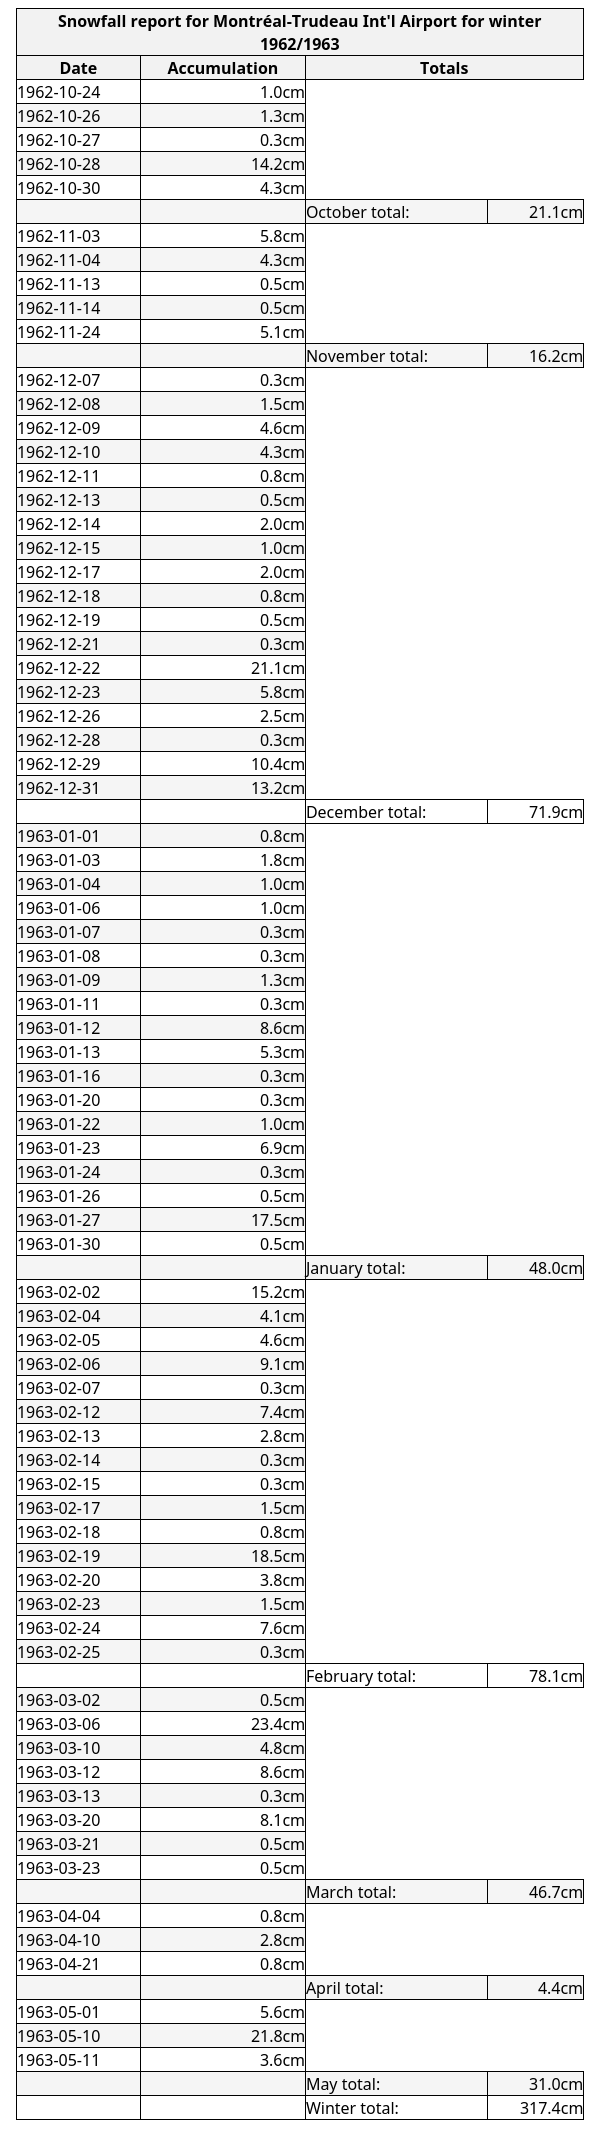 Snowfall report for Montréal-Trudeau Int'l Airport for winter
1962/1963
Date Accumulation Totals
1962-10-24 1.0cm
1962-10-26 1.3cm
1962-10-27 0.3cm
1962-10-28 14.2cm
1962-10-30 4.3cm
October total: 21.1cm
1962-11-03 5.8cm
1962-11-04 4.3cm
1962-11-13 0.5cm
1962-11-14 0.5cm
1962-11-24 5.1cm
November total: 16.2cm
1962-12-07 0.3cm
1962-12-08 1.5cm
1962-12-09 4.6cm
1962-12-10 4.3cm
1962-12-11 0.8cm
1962-12-13 0.5cm
1962-12-14 2.0cm
1962-12-15 1.0cm
1962-12-17 2.0cm
1962-12-18 0.8cm
1962-12-19 0.5cm
1962-12-21 0.3cm
1962-12-22 21.1cm
1962-12-23 5.8cm
1962-12-26 2.5cm
1962-12-28 0.3cm
1962-12-29 10.4cm
1962-12-31 13.2cm
December total: 71.9cm
1963-01-01 0.8cm
1963-01-03 1.8cm
1963-01-04 1.0cm
1963-01-06 1.0cm
1963-01-07 0.3cm
1963-01-08 0.3cm
1963-01-09 1.3cm
1963-01-11 0.3cm
1963-01-12 8.6cm
1963-01-13 5.3cm
1963-01-16 0.3cm
1963-01-20 0.3cm
1963-01-22 1.0cm
1963-01-23 6.9cm
1963-01-24 0.3cm
1963-01-26 0.5cm
1963-01-27 17.5cm
1963-01-30 0.5cm
January total: 48.0cm
1963-02-02 15.2cm
1963-02-04 4.1cm
1963-02-05 4.6cm
1963-02-06 9.1cm
1963-02-07 0.3cm
1963-02-12 7.4cm
1963-02-13 2.8cm
1963-02-14 0.3cm
1963-02-15 0.3cm
1963-02-17 1.5cm
1963-02-18 0.8cm
1963-02-19 18.5cm
1963-02-20 3.8cm
1963-02-23 1.5cm
1963-02-24 7.6cm
1963-02-25 0.3cm
February total: 78.1cm
1963-03-02 0.5cm
1963-03-06 23.4cm
1963-03-10 4.8cm
1963-03-12 8.6cm
1963-03-13 0.3cm
1963-03-20 8.1cm
1963-03-21 0.5cm
1963-03-23 0.5cm
March total: 46.7cm
1963-04-04 0.8cm
1963-04-10 2.8cm
1963-04-21 0.8cm
April total: 4.4cm
1963-05-01 5.6cm
1963-05-10 21.8cm
1963-05-11 3.6cm
May total: 31.0cm
Winter total: 317.4cm